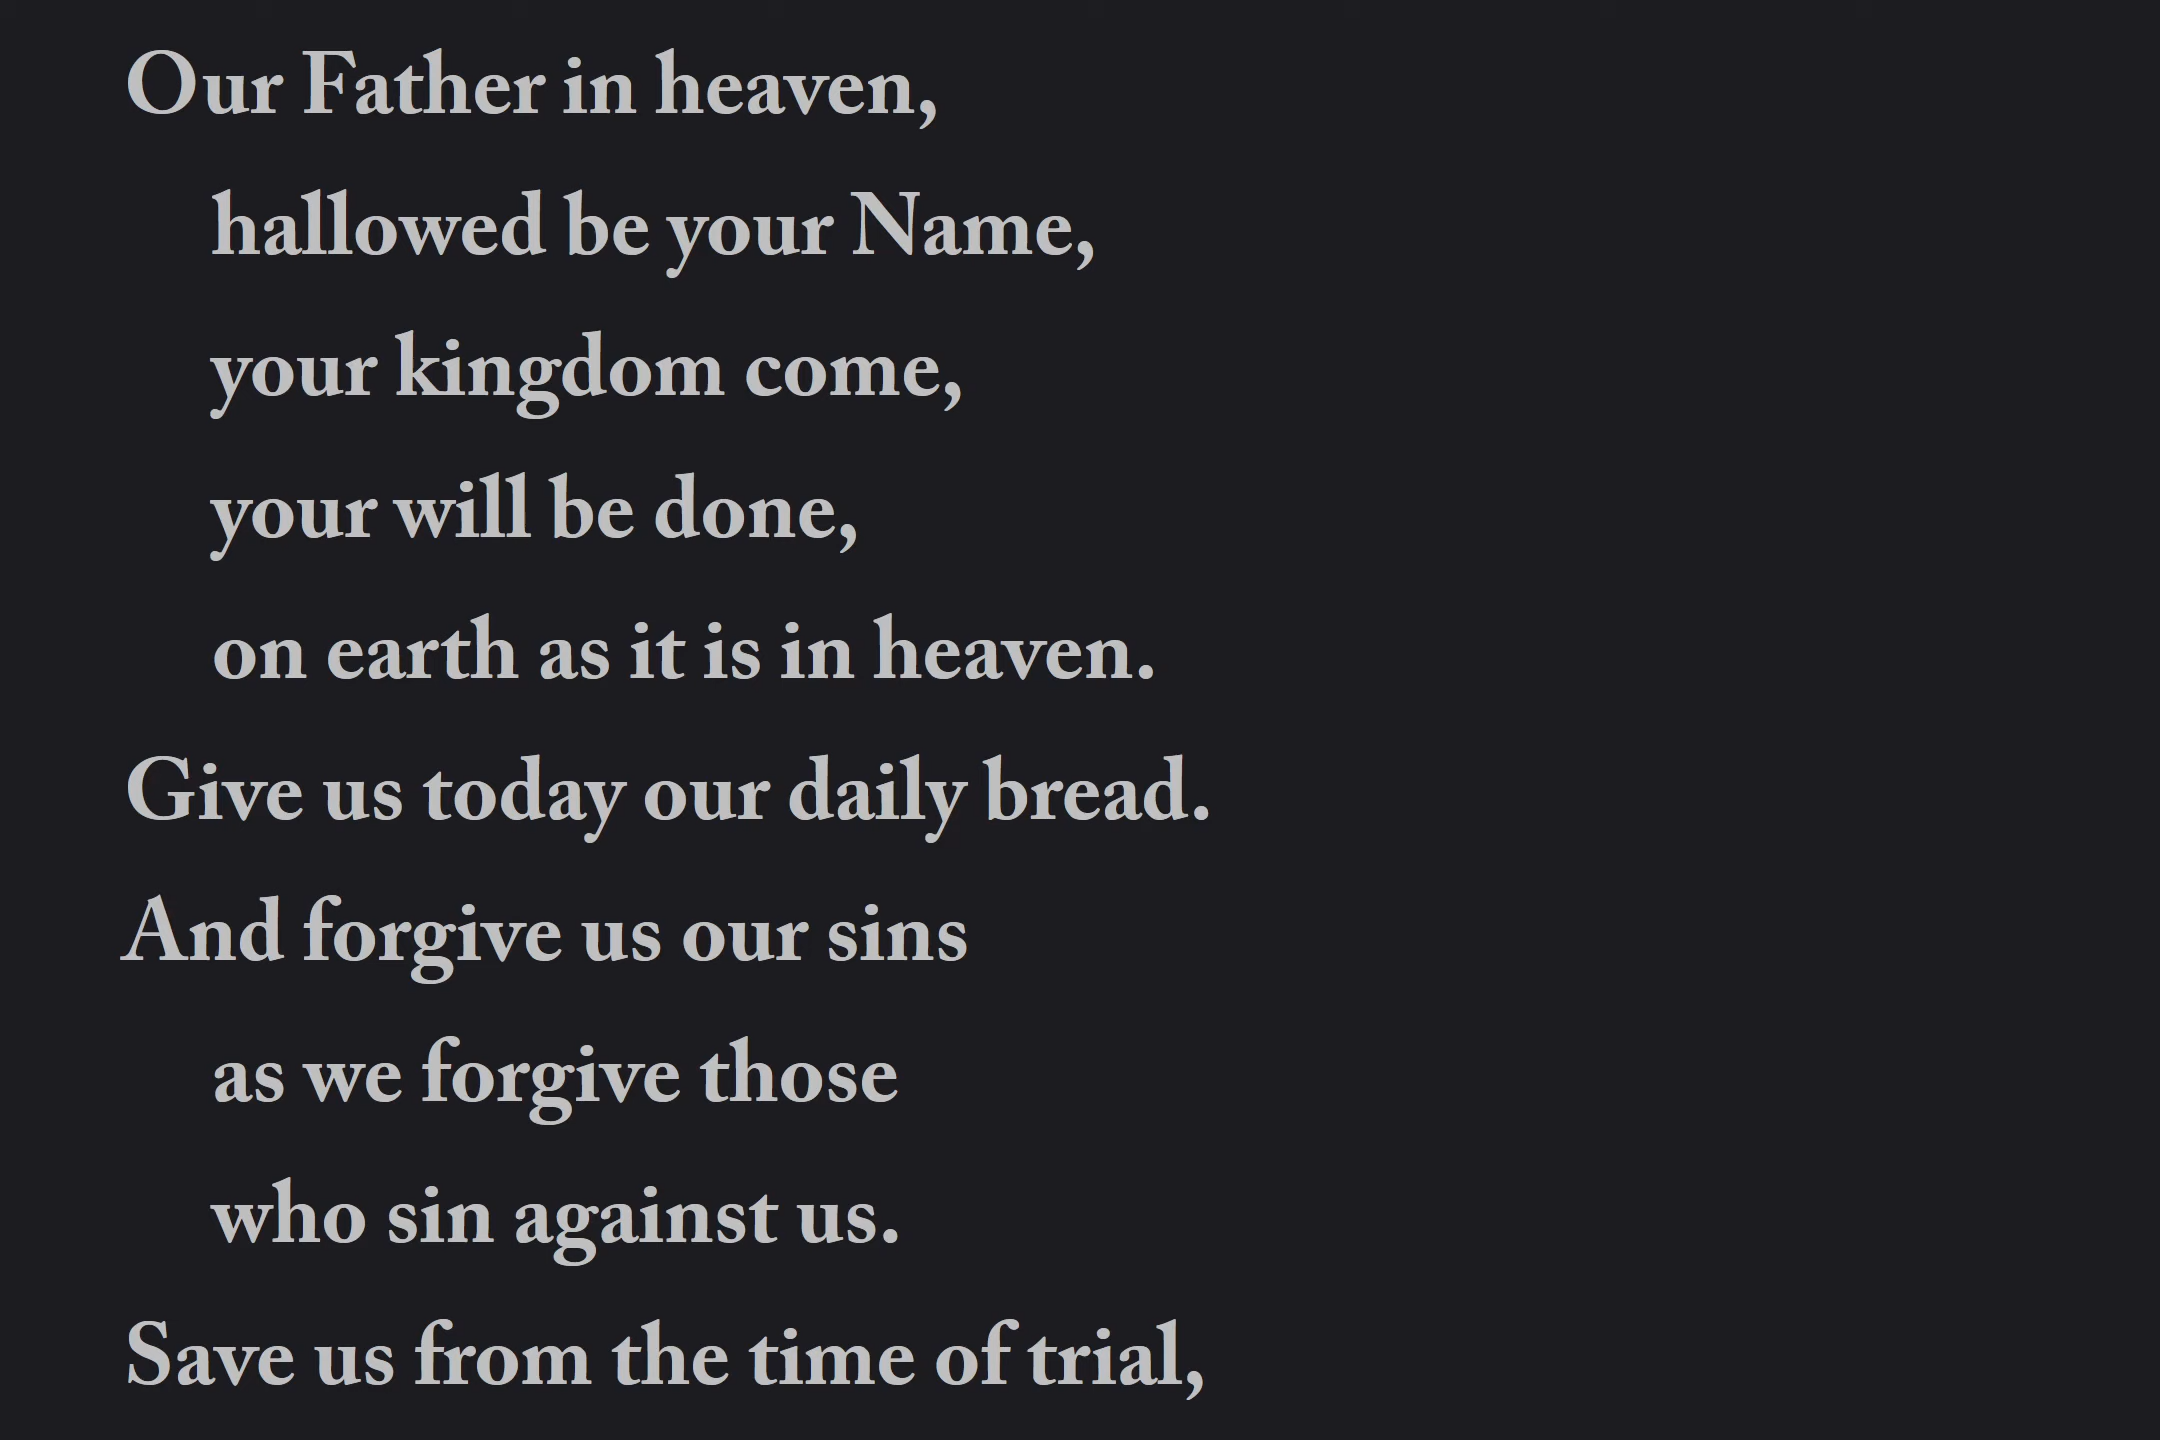 Our Father in heaven,
hallowed be your Name,
your kingdom come,
your will be done,
on earth as it is in heaven.
Give us today our daily bread.
And forgive us our sins
as we forgive those
who sin against us.
Save us from the time of trial,